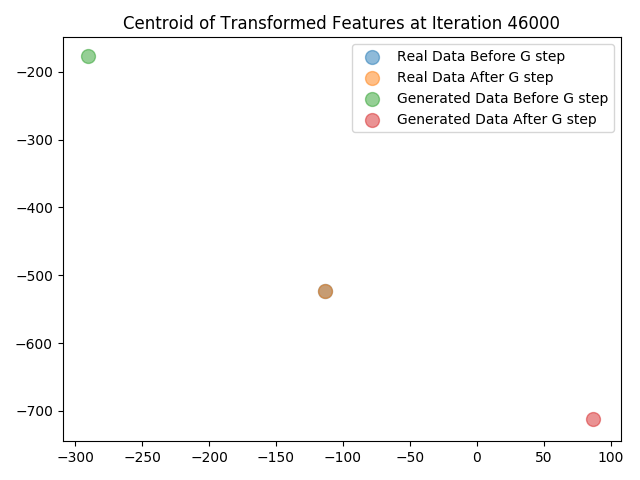 Centroid of Transformed Features at Iteration 46000
Real Data Before G step
Real Data After G step
Generated Data Before G step
Generated Data After G step
−200
−300
−400
−500
−600
−700
−300 −250 −200 −150 −100 −50 0 50 100